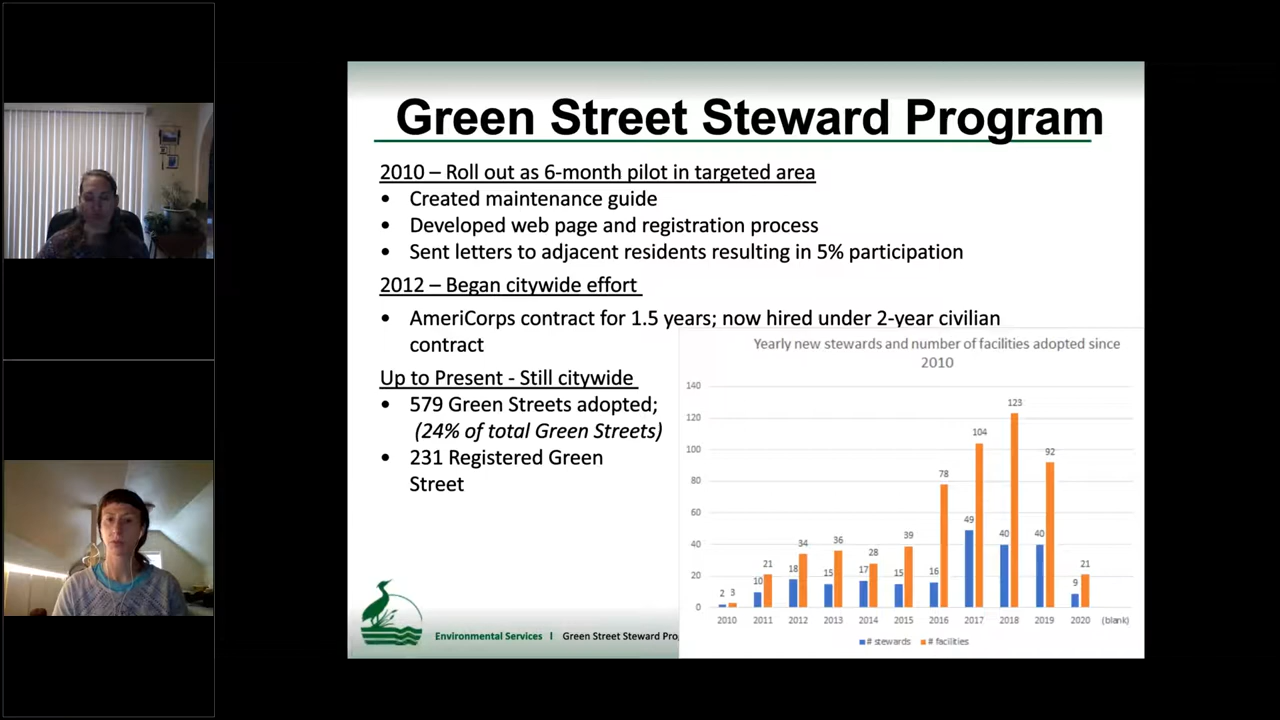 Green Street Steward Program
2010 – Roll out as 6-month pilot in targeted area
• Created maintenance guide
• Developed web page and registration process
• Sent letters to adjacent residents resulting in 5% participation
2012 – Began citywide effort
• AmeriCorps contract for 1.5 years; now hired under 2-year civilian
contract
Up to Present - Still citywide
• 579 Green Streets adopted;
(24% of total Green Streets)
• 231 Registered Green
Street
Yearly new stewards and number of facilities adopted since
2010
140
120
100
80
60
40
20
0
2 3
10 21
18 34
15 36
17 28
15 39
16 78
49 104
40 123
40 92
9 21
2010 2011 2012 2013 2014 2015 2016 2017 2018 2019 2020 (blank)
# stewards # facilities
Environmental Services | Green Street Steward Pro